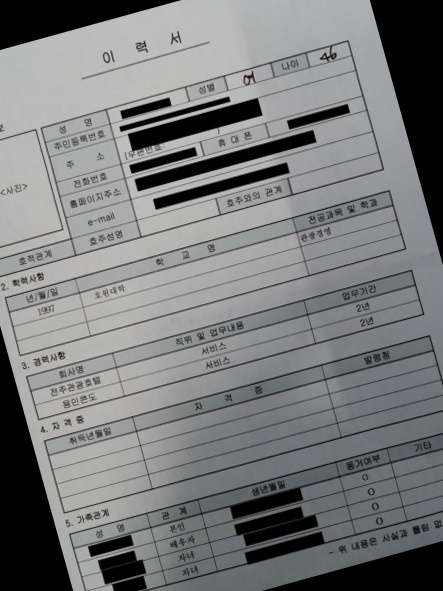 이 력 서
성 명 성별 여 나이 46
주민등록번호
주 소 (우편번호: )
전화번호 휴 대 폰
홈페이지주소
e-mail
호적관계 호주성명 호주와의 관계
<사진>
2. 학력사항
년/월/일 학 교 명 전공과목 및 학과
1997 호원대학 관광경영
3. 경력사항
회사명 직위 및 업무내용 업무기간
전주관광호텔 서비스 2년
용인콘도 서비스 2년
4. 자 격 증
취득년월일 자 격 증 발행청
5. 가족관계
성 명 관 계 생년월일 동거여부 기타
본인 O
배우자 O
자녀 O
자녀 O
- 위 내용은 사실과 틀림 없